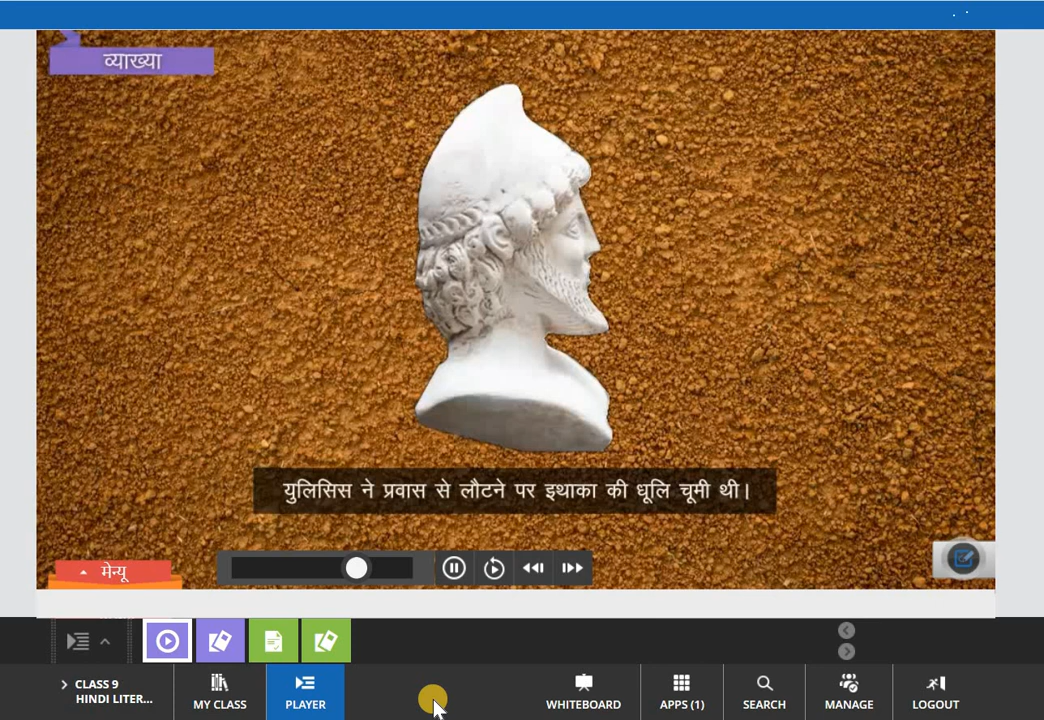 व्याख्या
युलिसिस ने प्रवास से लौटने पर इथाका की धूलि चूमी थी।
मेन्यू
CLASS 9
HINDI LITER...
MY CLASS
PLAYER
WHITEBOARD
APPS (1)
SEARCH
MANAGE
LOGOUT